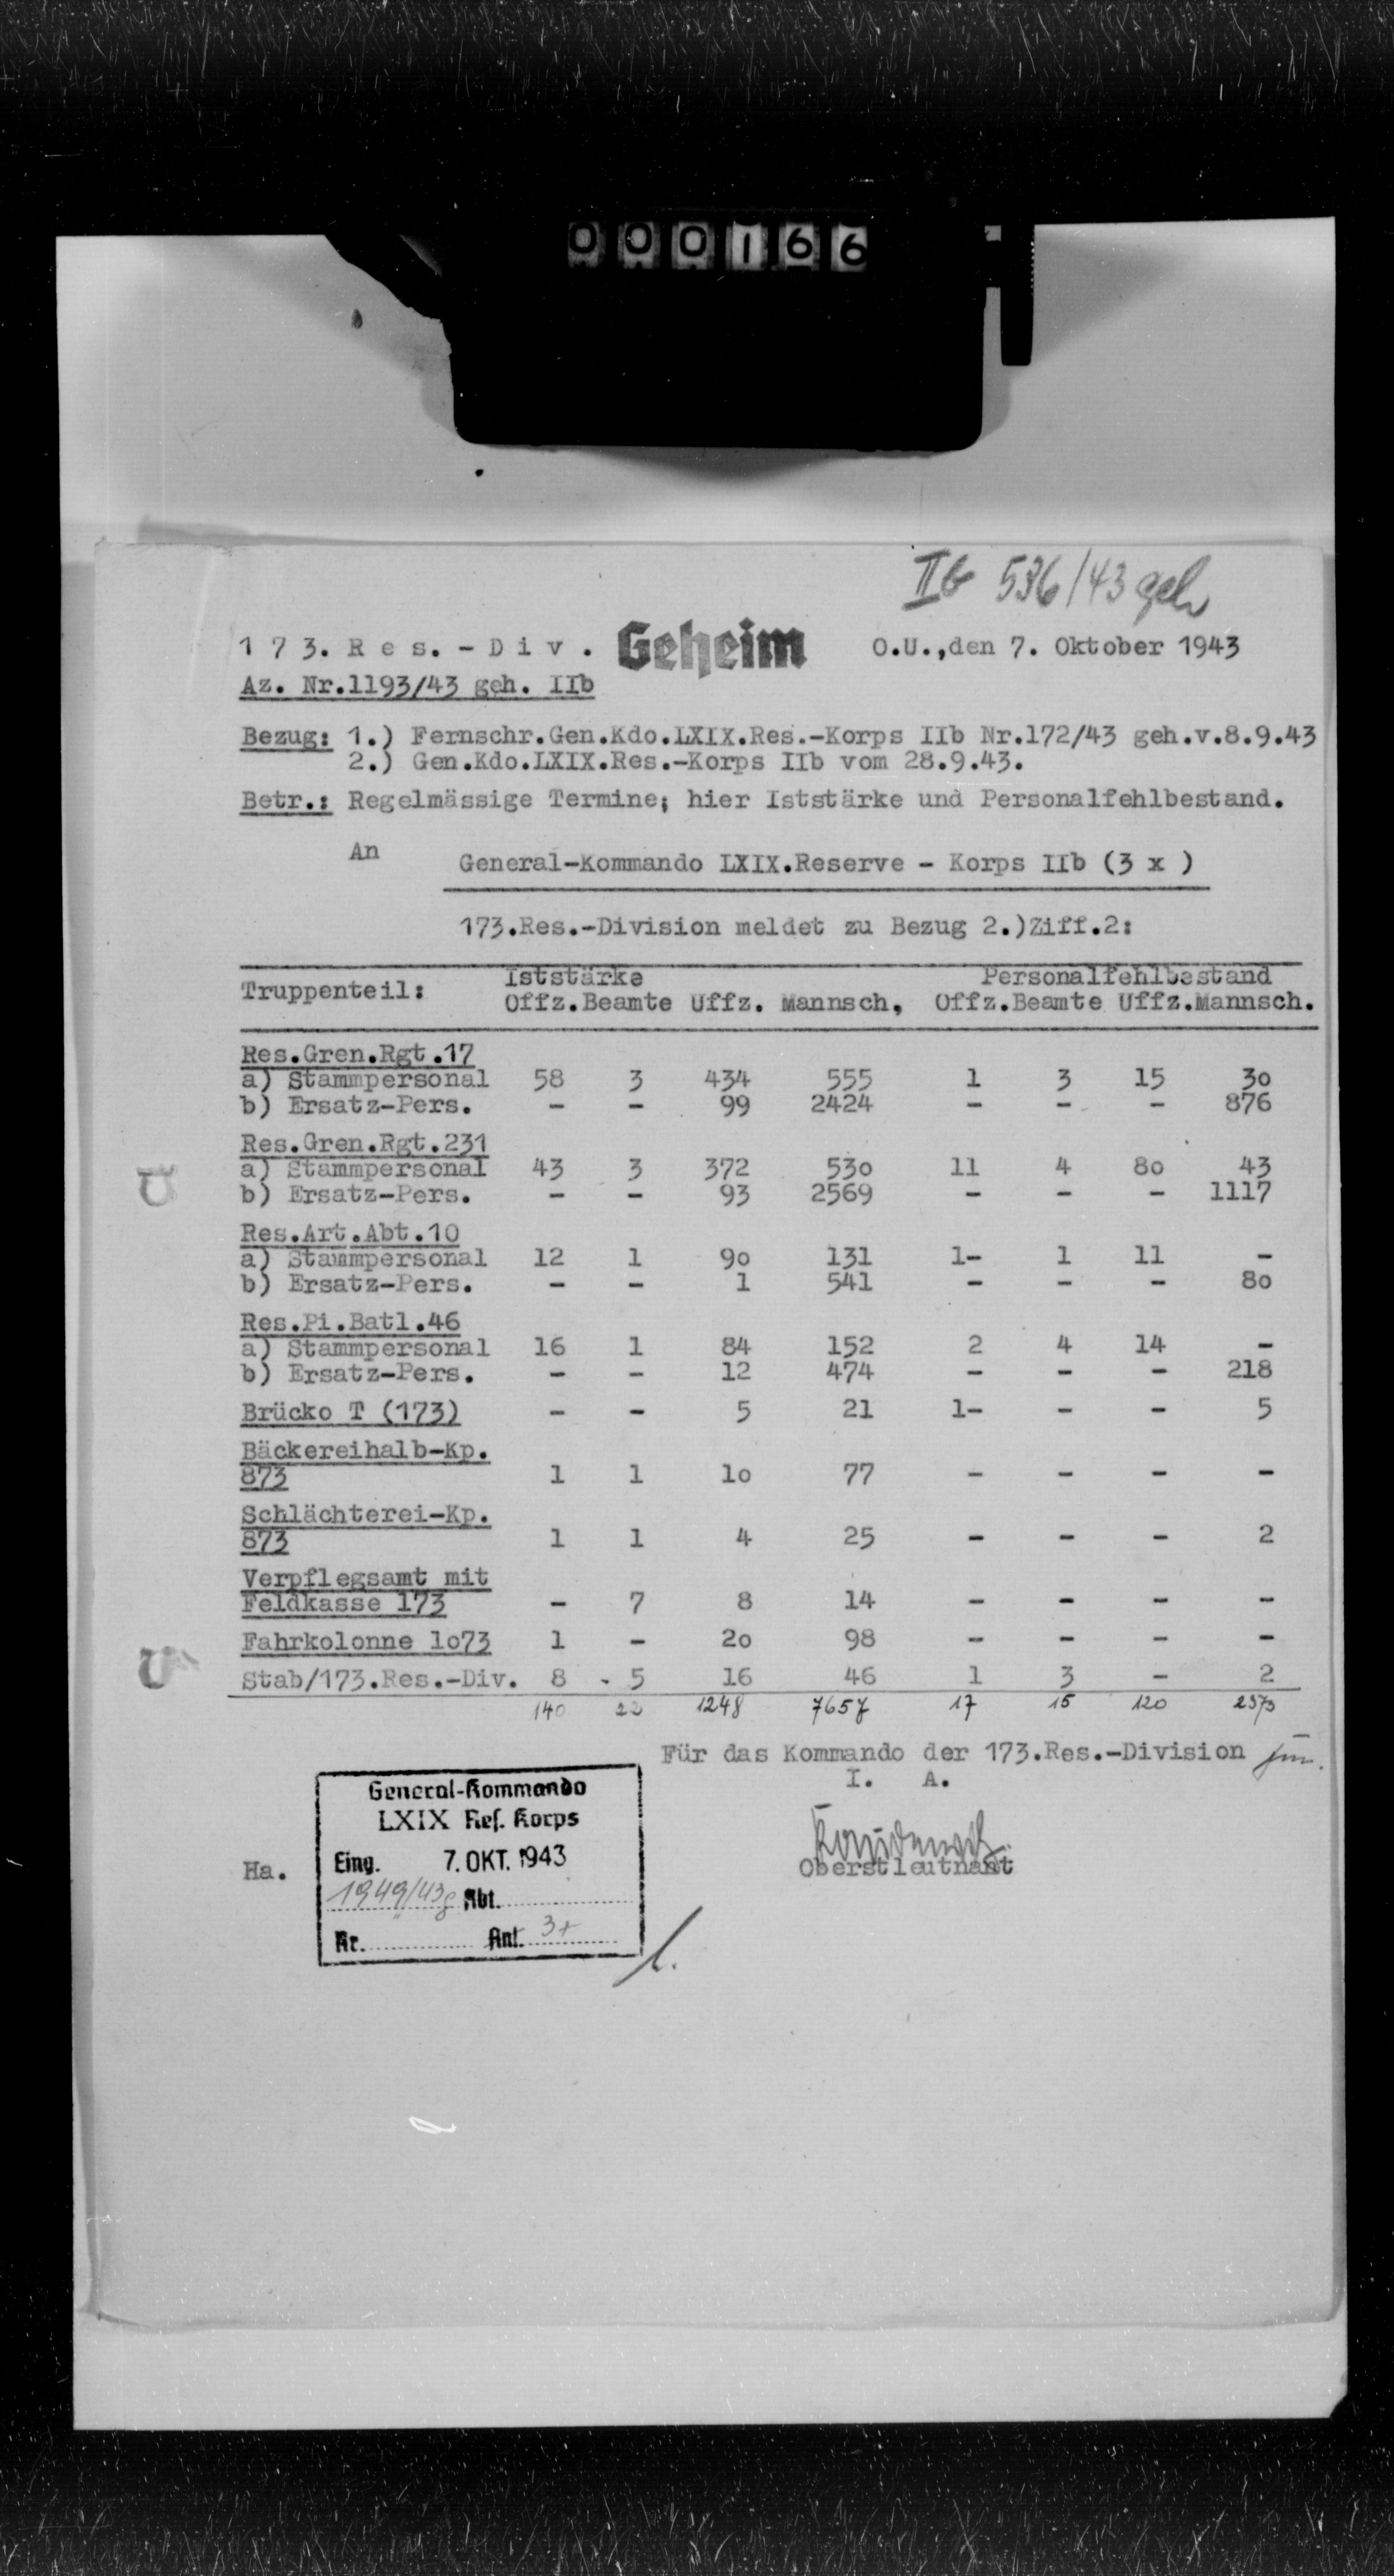 000166
IIb 536/43 geh
173. Res.-Div. Geheim O.U.,den 7. Oktober 1943
Az. Nr.1193/43 geh. IIb
Bezug: 1.) Fernschr.Gen.Kdo.LXIX.Res.-Korps IIb Nr.172/43 geh.v.8.9.43
2.) Gen.Kdo.LXIX.Res.-Korps IIb vom 28.9.43.
Betr.: Regelmässige Termine; hier Iststärke und Personalfehlbestand.
An
General-Kommando LXIX.Reserve - Korps IIb (3 x )
173.Res.-Division meldet zu Bezug 2.)Ziff.2:
Iststärke Personalfehlbestand
Truppenteil: Offz.Beamte Uffz. Mannsch, Offz.Beamte Uffz.Mannsch.
Res.Gren.Rgt.17
a) Stammpersonal 58 3 434 555 1 3 15 3o
b) Ersatz-Pers. - - 99 2424 - - - 876
Res.Gren.Rgt.231
a) Stammpersonal 43 3 372 53o 11 4 8o 43
b) Ersatz-Pers. - - 93 2569 - - - 1117
Res.Art.Abt.10
a) Stammpersonal 12 1 9o 131 1- 1 11 -
b) Ersatz-Pers. - - 1 541 - - - 8o
Res.Pi.Batl.46
a) Stammpersonal 16 1 84 152 2 4 14 -
b) Ersatz-Pers. - - 12 474 - - - 218
Brücko T (173) - - 5 21 1- - - 5
Bäckereihalb-Kp.
873 1 1 1o 77 - - - -
Schlächterei-Kp.
873 1 1 4 25 - - - 2
Verpflegsamt mit
Feldkasse 173 - 7 8 14 - - - -
Fahrkolonne 1o73 1 - 2o 98 - - - -
Stab/173.Res.-Div. 8 - 5 16 46 1 3 - 2
140 22 1248 7657 17 15 120 2373
Für das Kommando der 173.Res.-Division
I. A.
Oberstleutnant
Ha.
General-Kommando
LXIX Res. Korps
Eing. 7. OKT. 1943
1949/43g Abt.
Nr. Anl. 3x